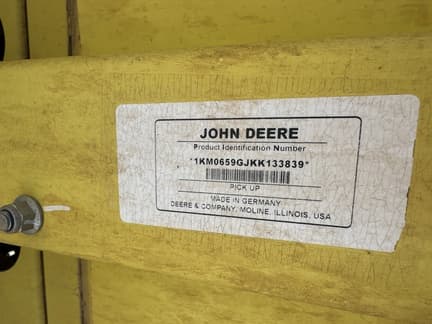 JOHN DEERE
Product Identification Number
*1KM0659GJKK133839*
PICK UP
MADE IN GERMANY
DEERE & COMPANY, MOLINE, ILLINOIS, USA